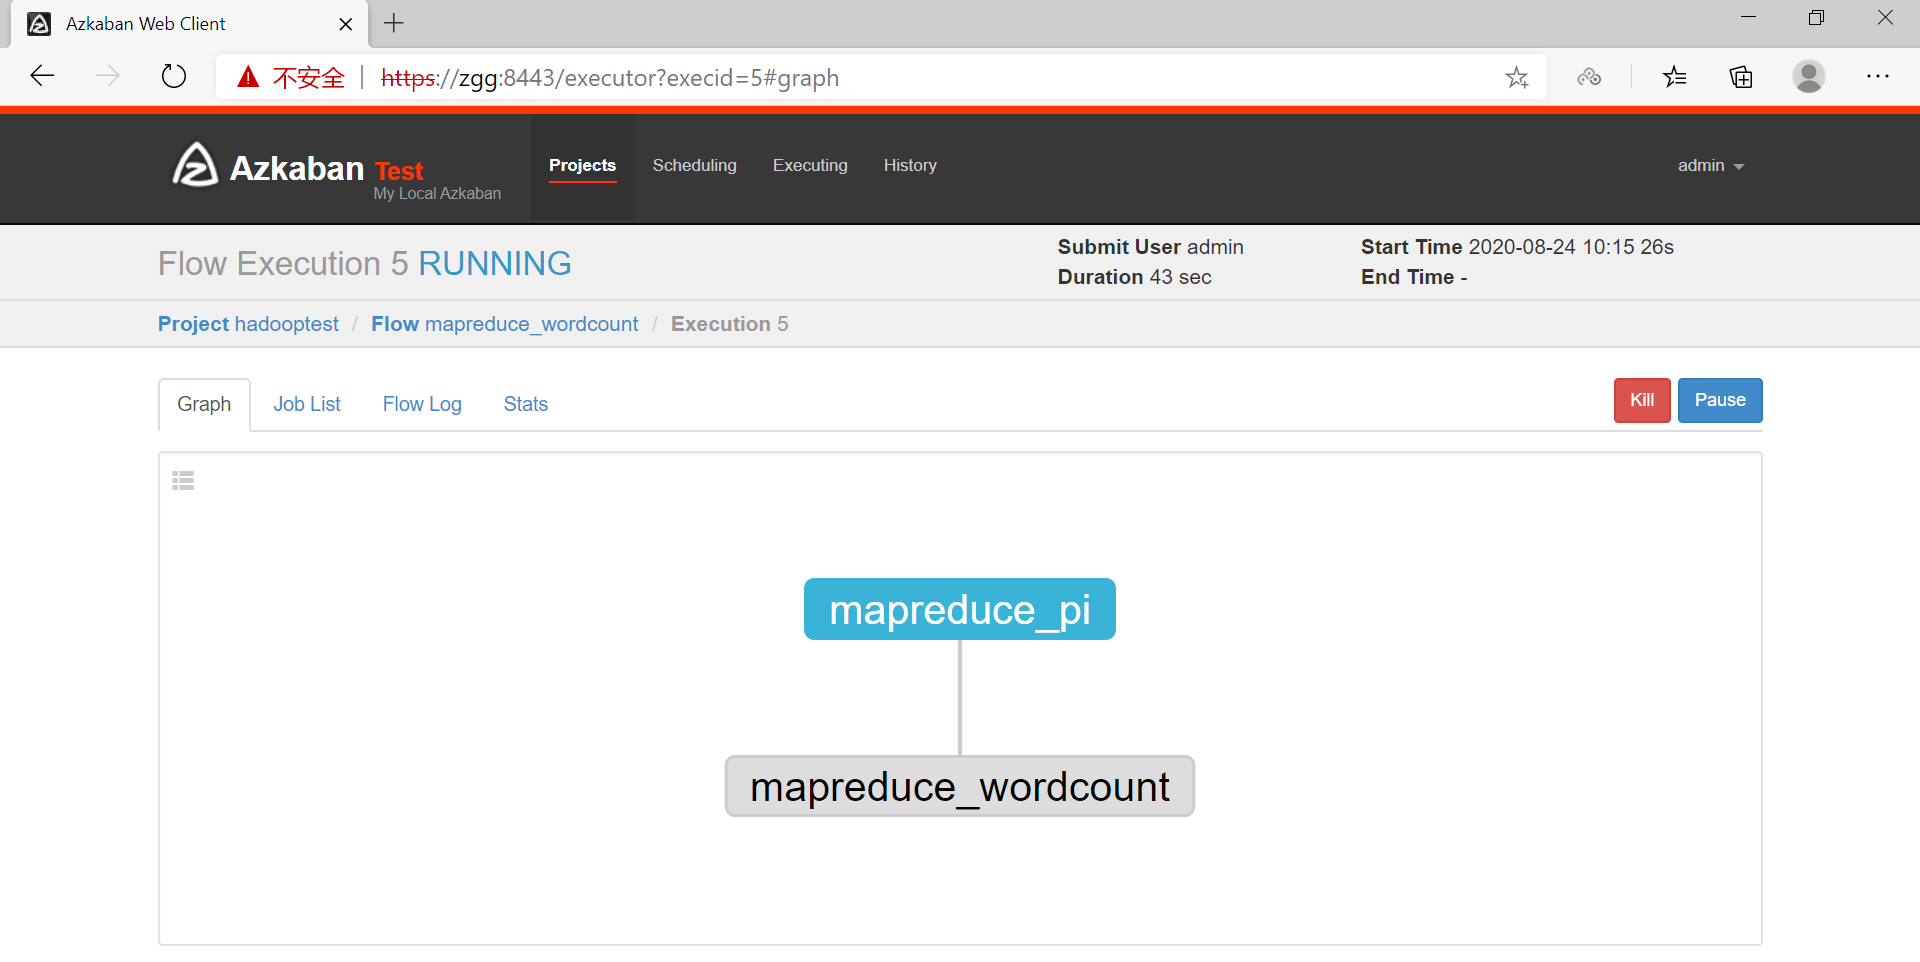 Azkaban Web Client
不安全 | https://zgg:8443/executor?execid=5#graph
Azkaban Test
My Local Azkaban
Projects Scheduling Executing History admin
Flow Execution 5 RUNNING
Submit User admin
Duration 43 sec
Start Time 2020-08-24 10:15 26s
End Time -
Project hadooptest / Flow mapreduce_wordcount / Execution 5
Graph Job List Flow Log Stats Kill Pause
mapreduce_pi
mapreduce_wordcount